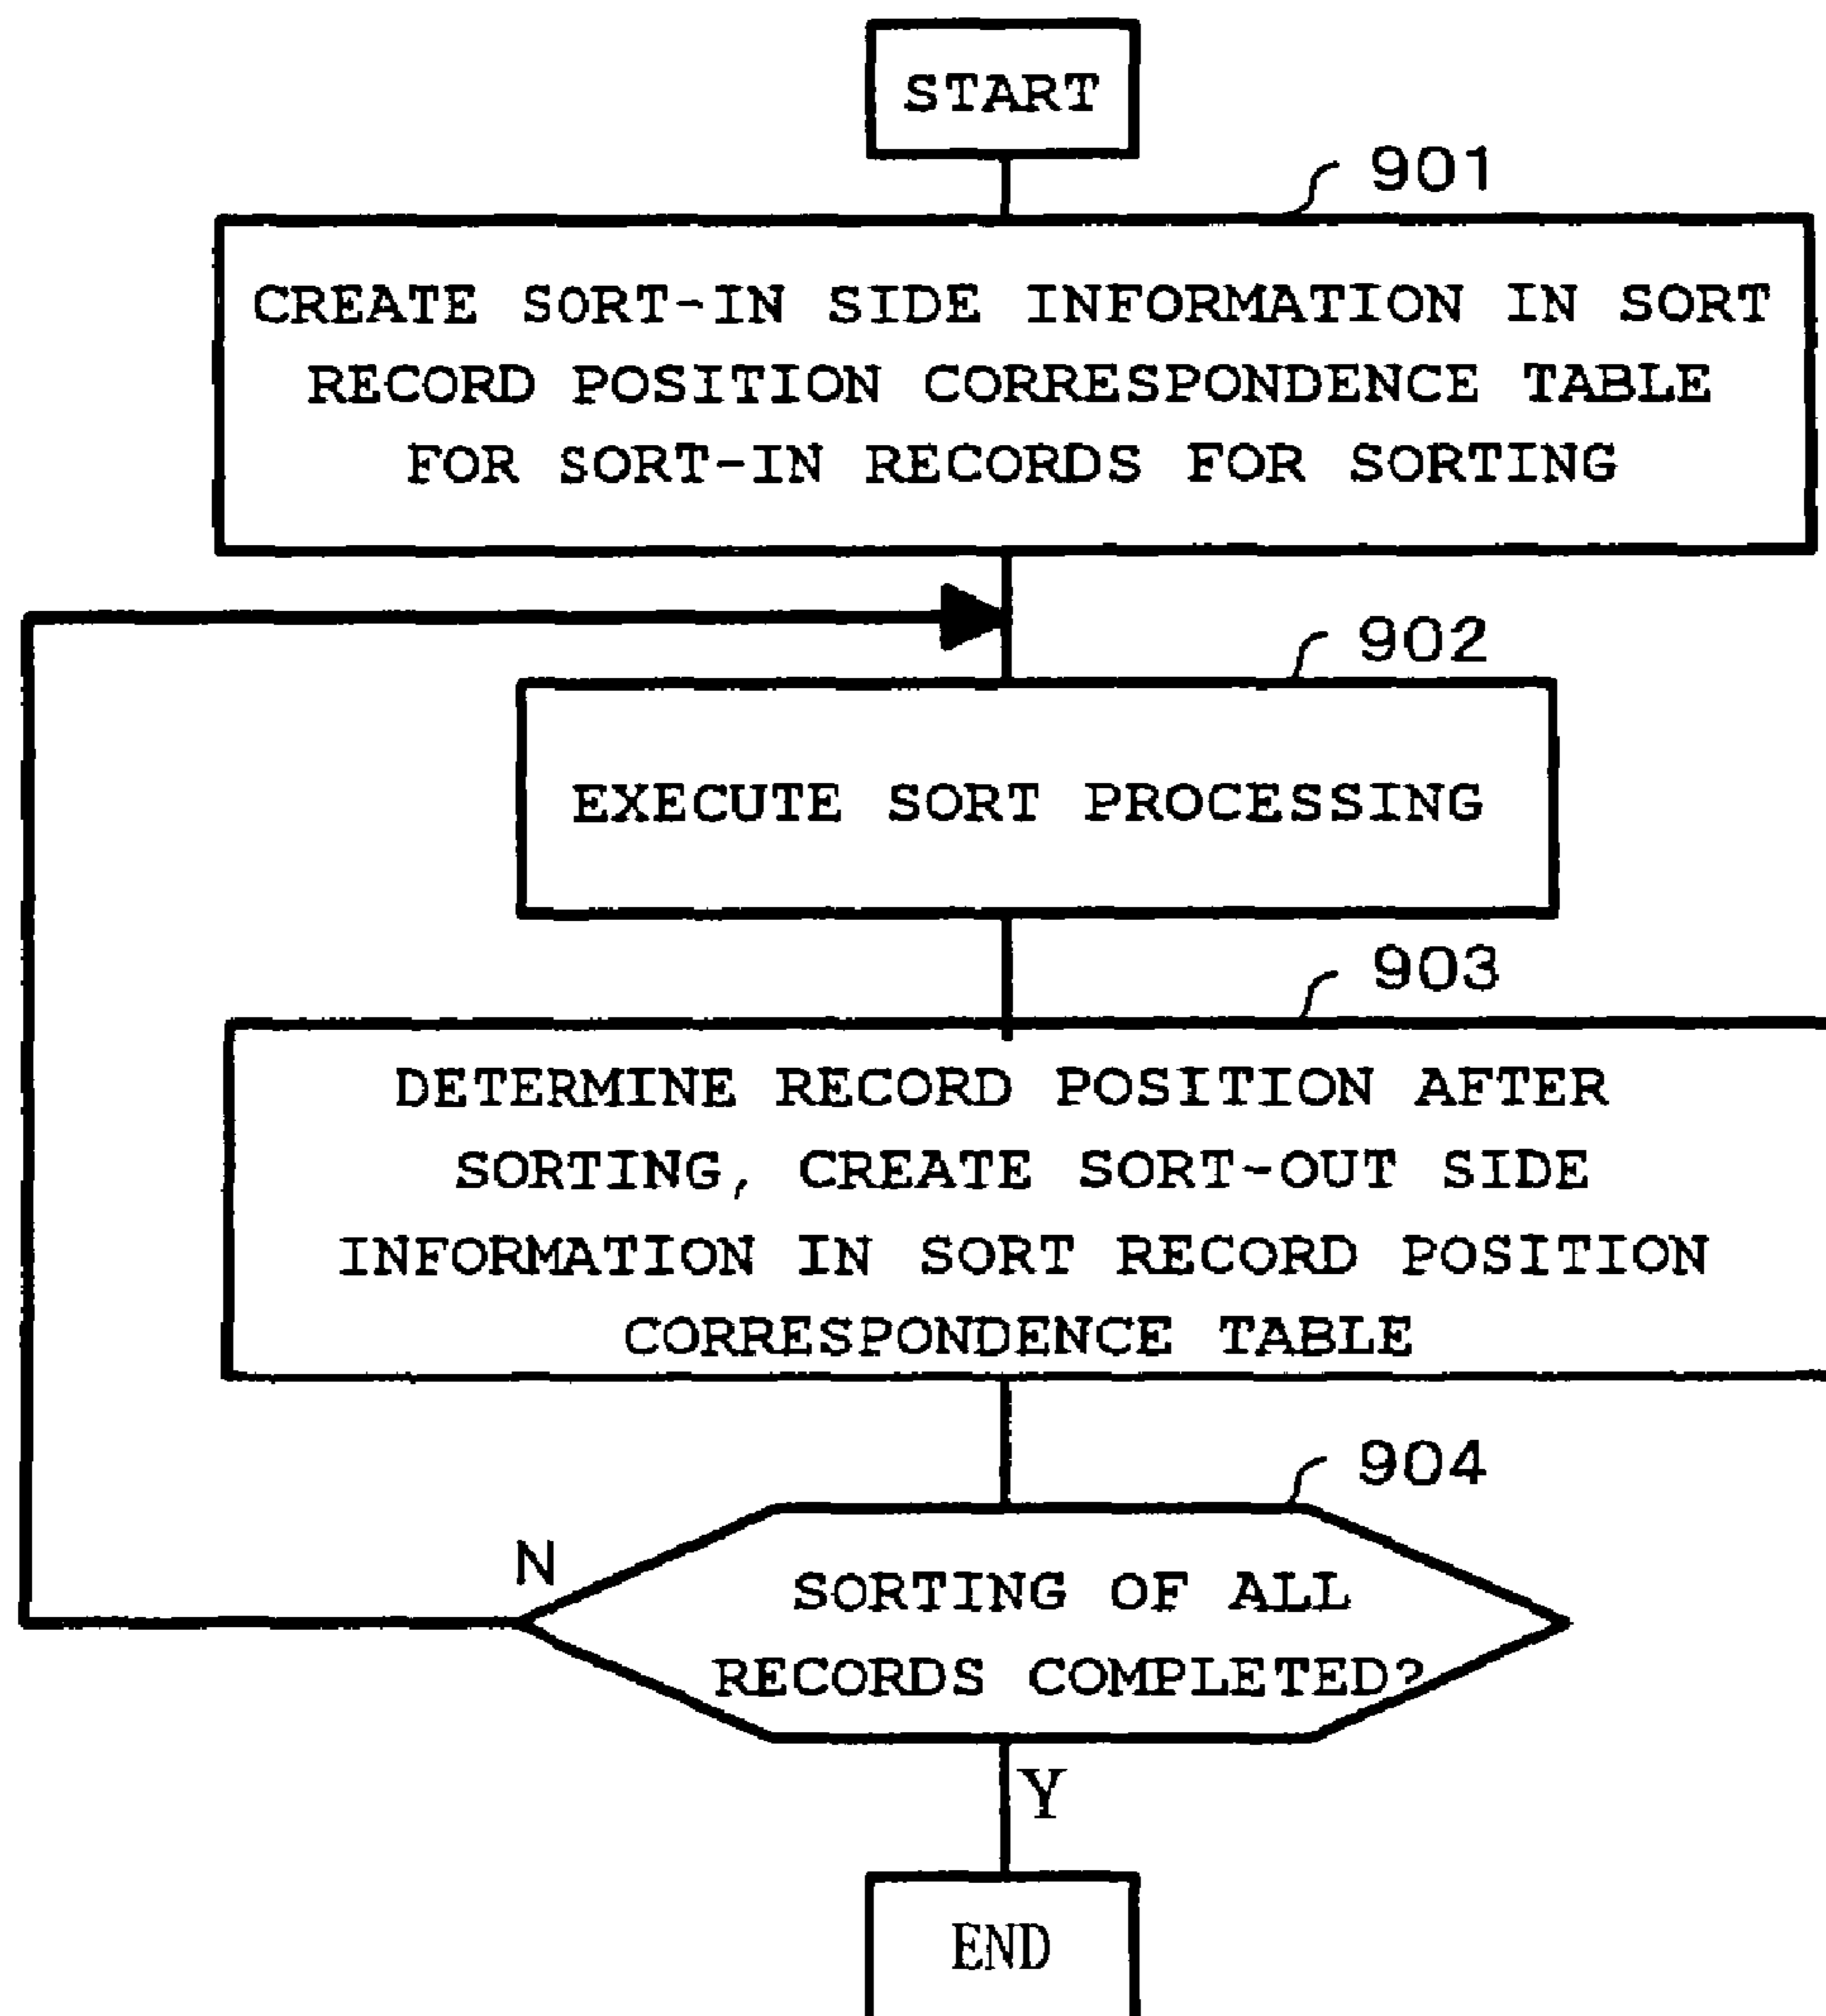 START
901
CREATE SORT-IN SIDE INFORMATION IN SORT
RECORD POSITION CORRESPONDENCE TABLE
FOR SORT-IN RECORDS FOR SORTING
902
EXECUTE SORT PROCESSING
903
DETERMINE RECORD POSITION AFTER
SORTING, CREATE SORT-OUT SIDE
INFORMATION IN SORT RECORD POSITION
CORRESPONDENCE TABLE
904
N
SORTING OF ALL
RECORDS COMPLETED?
Y
END